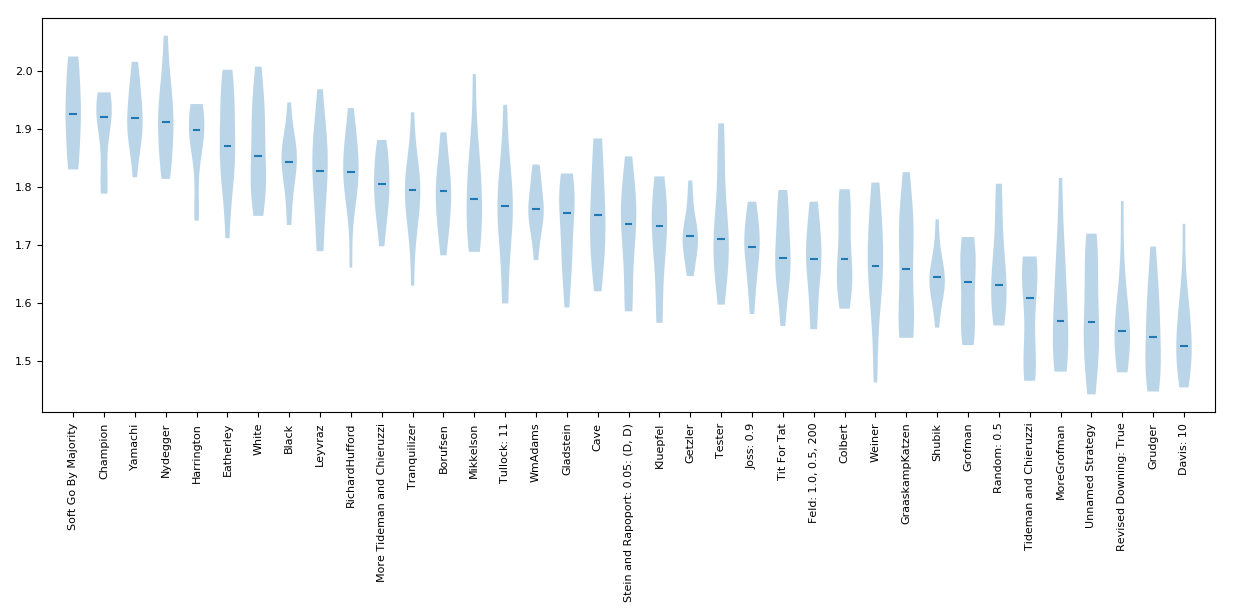 2.0
1.9
1.8
1.7
1.6
1.5
Soft Go By Majority
Champion
Yamachi
Nydegger
Harrington
Eatherley
White
Black
Leyvraz
RichardHufford
More Tideman and Chieruzzi
Tranquilizer
Borufsen
Mikkelson
Tullock: 11
WmAdams
Gladstein
Cave
Stein and Rapoport: 0.05: (D, D)
Kluepfel
Getzler
Tester
Joss: 0.9
Tit For Tat
Feld: 1.0, 0.5, 200
Colbert
Weiner
GraaskampKatzen
Shubik
Grofman
Random: 0.5
Tideman and Chieruzzi
MoreGrofman
Unnamed Strategy
Revised Downing: True
Grudger
Davis: 10